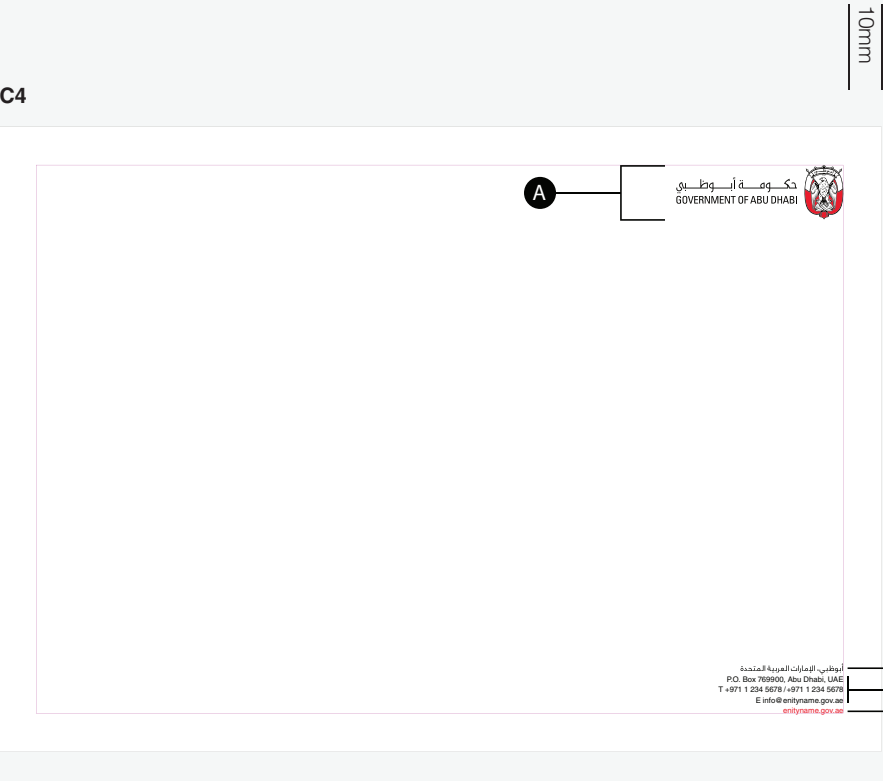 10mm
C4
A
حكـــومـــة أبـــوظـــبي
GOVERNMENT OF ABU DHABI
أبوظبي، الإمارات العربية المتحدة
P.O. Box 769900, Abu Dhabi, UAE
T +971 1 234 5678 / +971 1 234 5678
E info@enityname.gov.ae
enityname.gov.ae